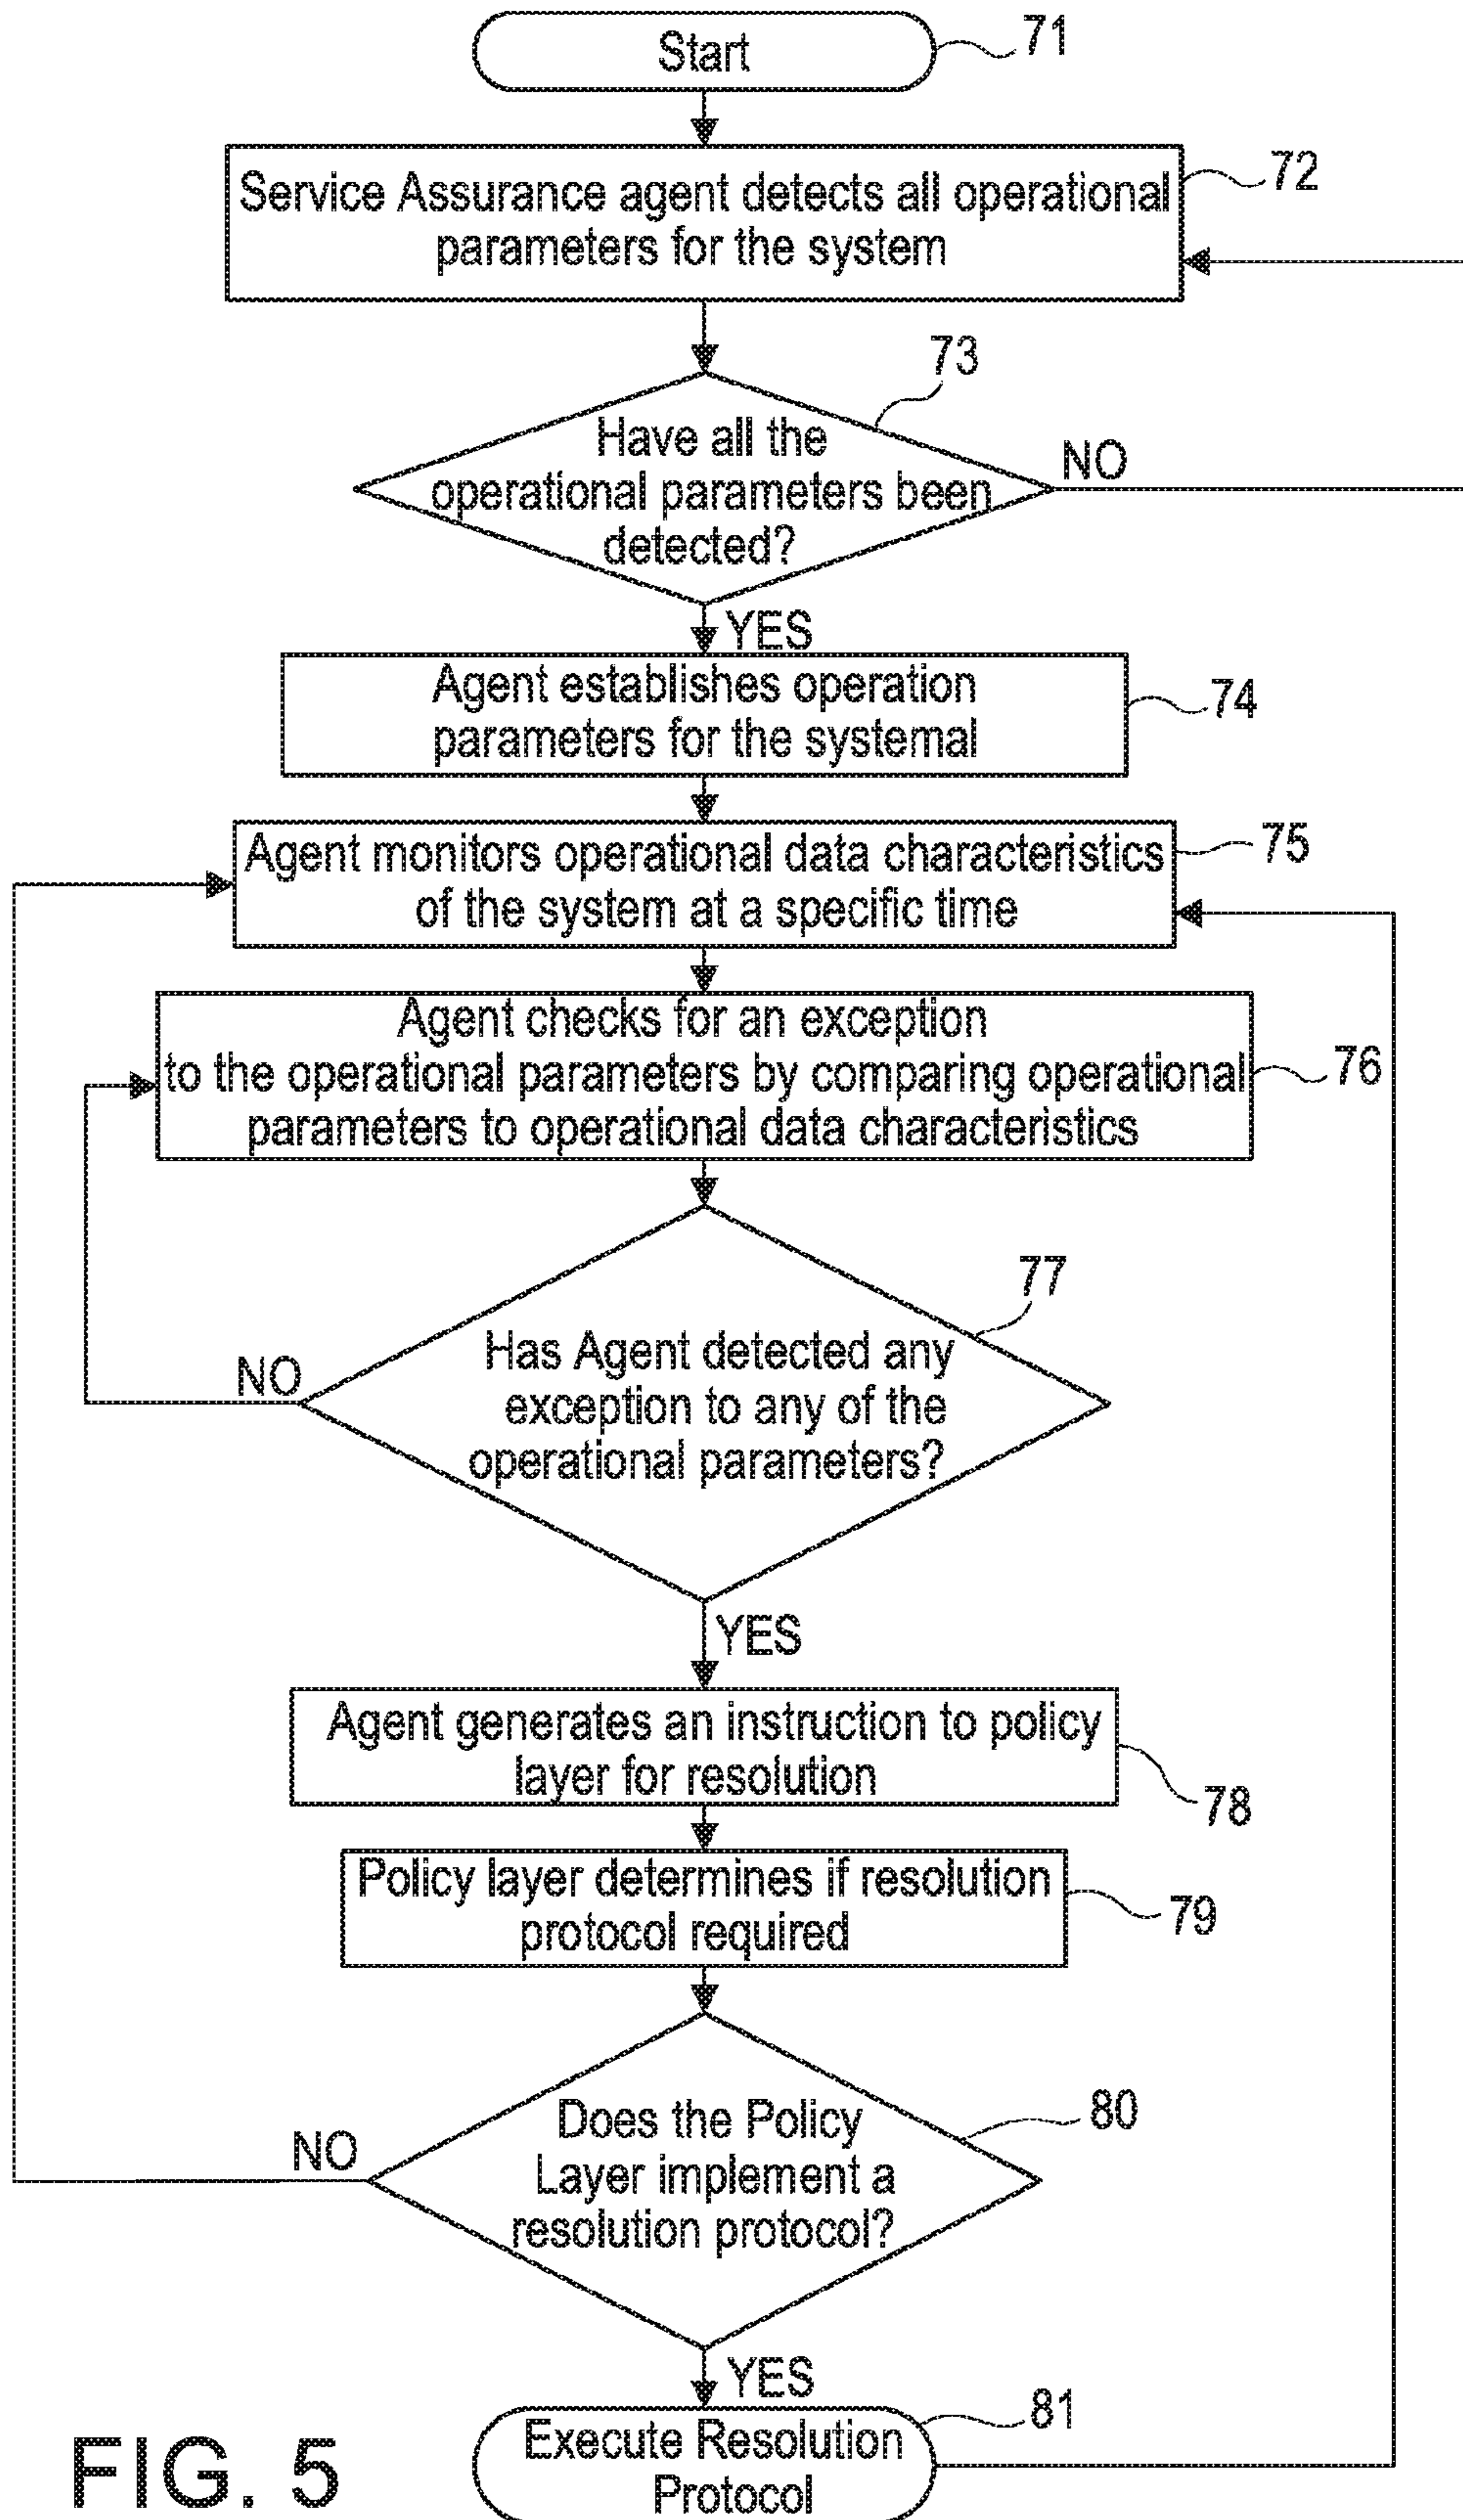 Start
71
Service Assurance agent detects all operational
parameters for the system
72
73
Have all the
operational parameters been
detected?
NO
YES
Agent establishes operation
parameters for the systemal
74
Agent monitors operational data characteristics
of the system at a specific time
75
Agent checks for an exception
to the operational parameters by comparing operational
parameters to operational data characteristics
76
77
Has Agent detected any
exception to any of the
operational parameters?
NO
YES
Agent generates an instruction to policy
layer for resolution
78
Policy layer determines if resolution
protocol required
79
80
Does the Policy
Layer implement a
resolution protocol?
NO
YES
81
Execute Resolution
Protocol
FIG. 5